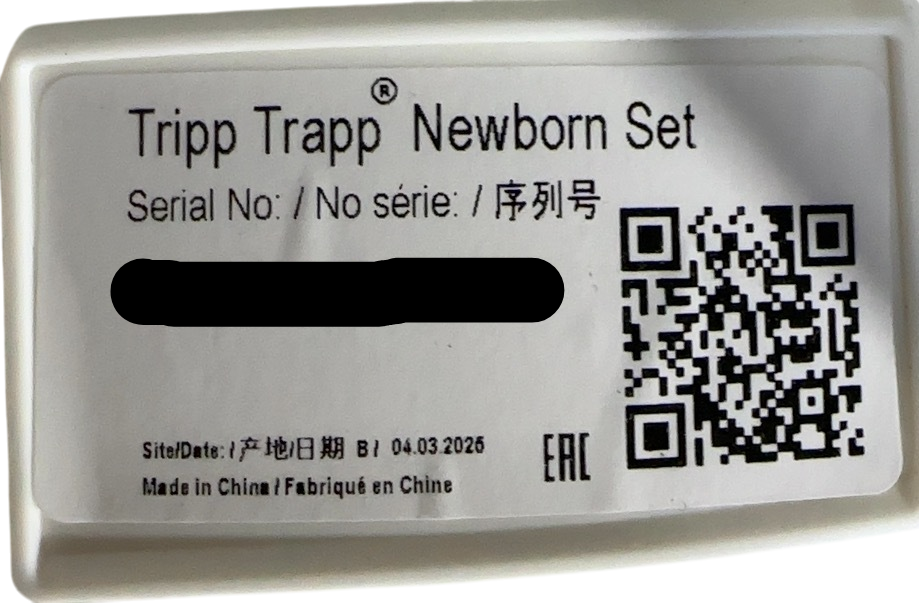 Tripp Trapp® Newborn Set
Serial No: / No série: / 序列号
Site/Date: / 产地/日期 B / 04.03.2025
Made in China / Fabriqué en Chine
EAC